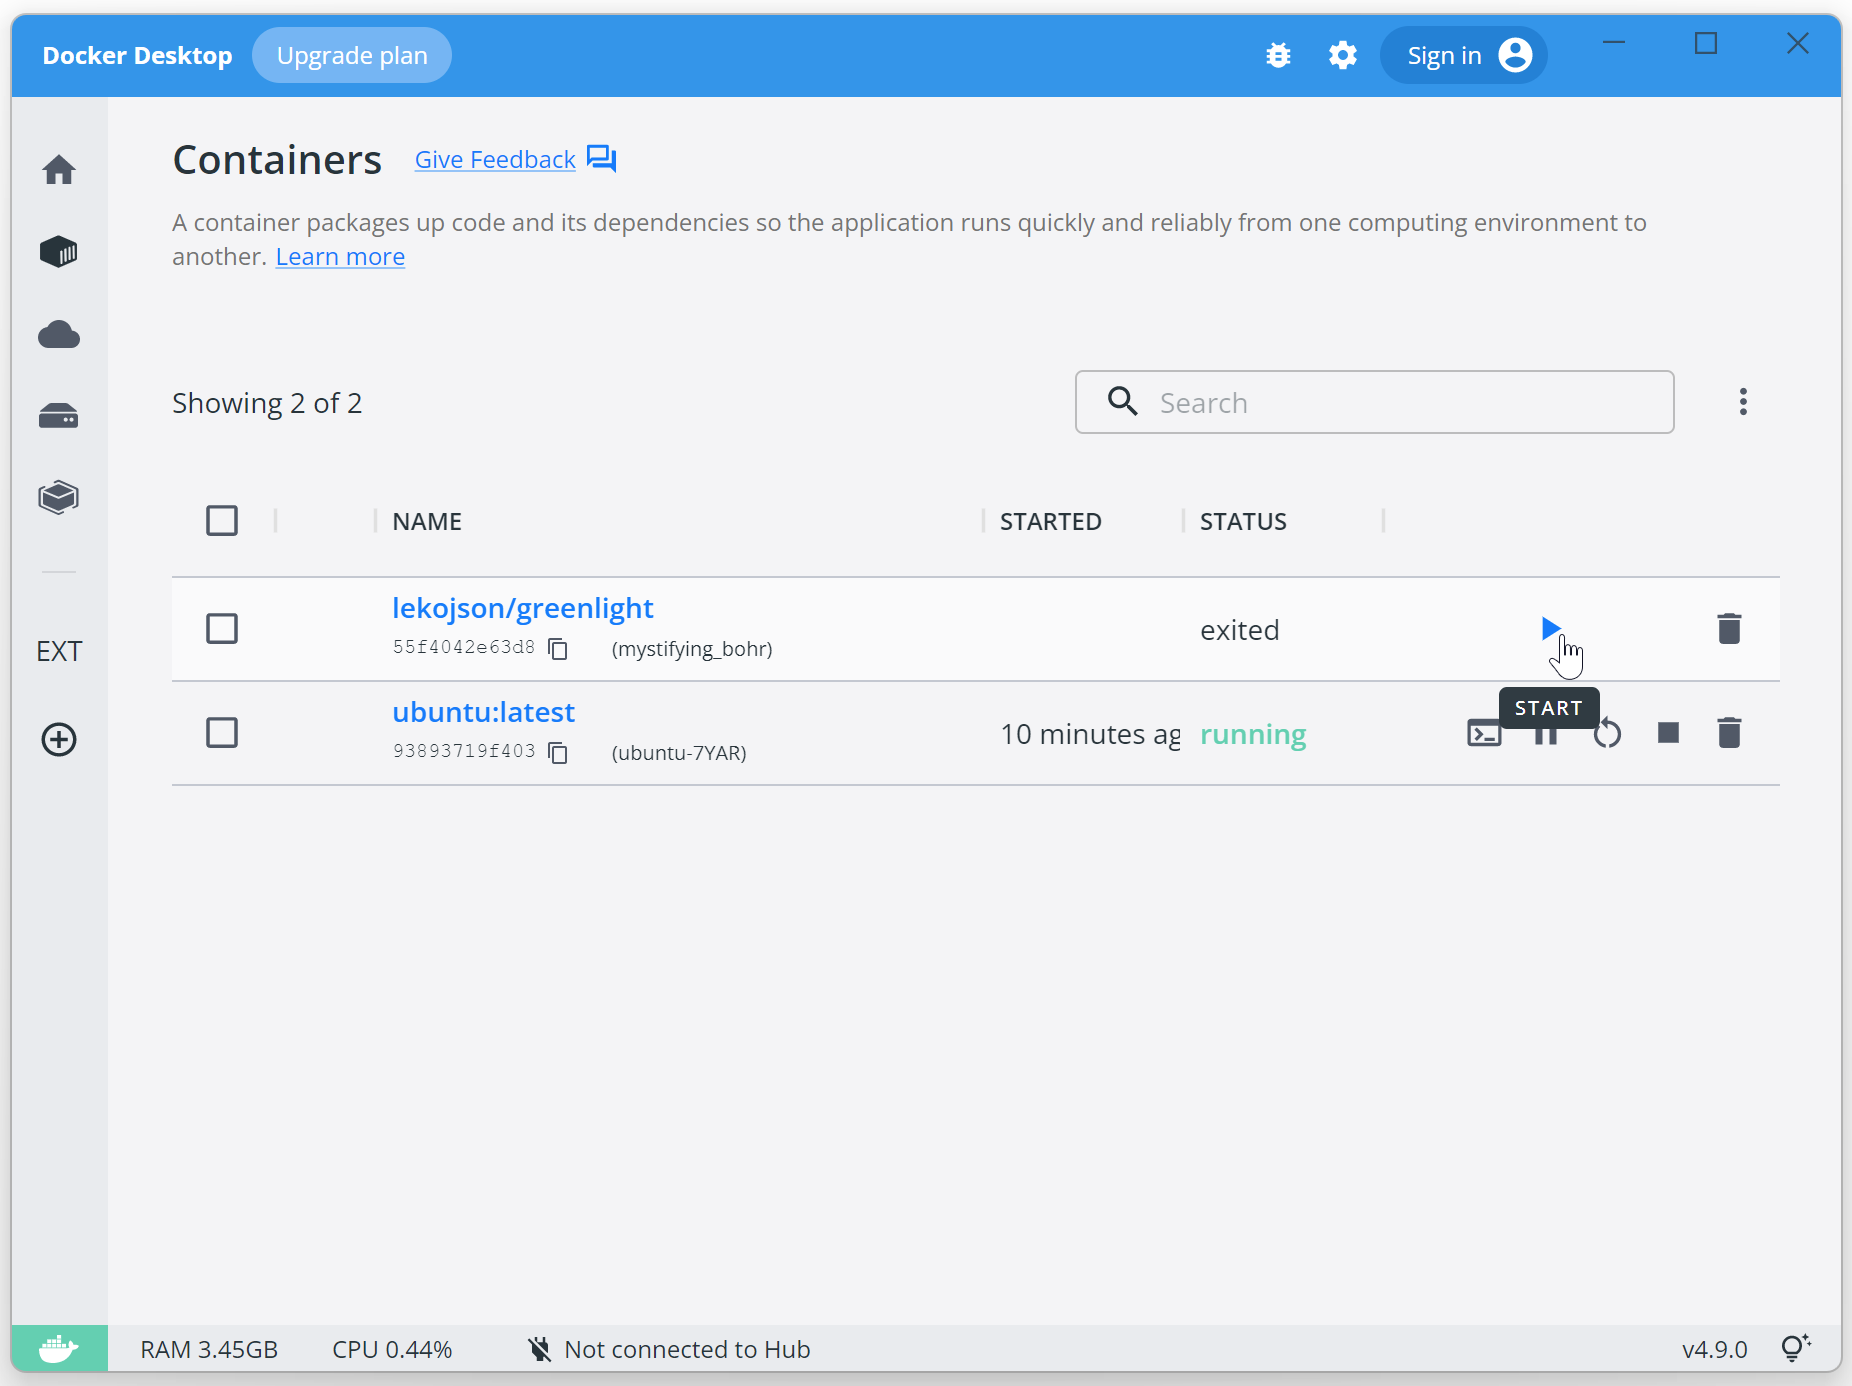 Docker Desktop
Upgrade plan
Sign in
Containers
Give Feedback
A container packages up code and its dependencies so the application runs quickly and reliably from one computing environment to
another. Learn more
Showing 2 of 2
Search
NAME
STARTED
STATUS
lekojson/greenlight
55f4042e63d8
(mystifying_bohr)
exited
START
ubuntu:latest
93893719f403
(ubuntu-7YAR)
10 minutes ag
running
EXT
RAM 3.45GB
CPU 0.44%
Not connected to Hub
v4.9.0